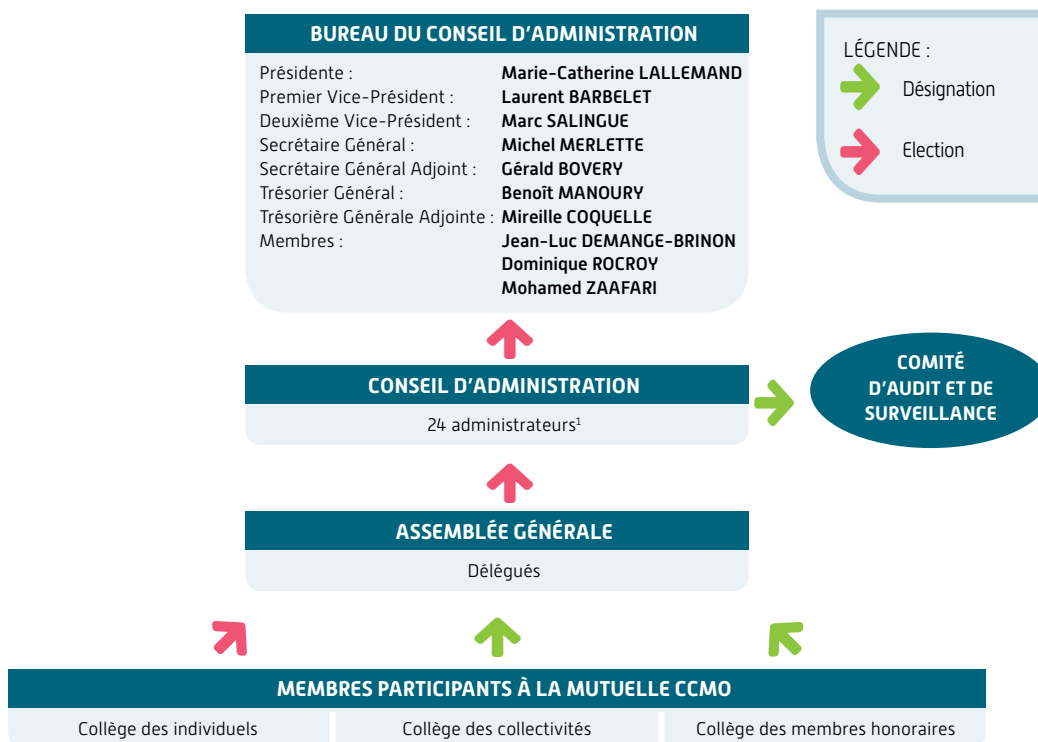 BUREAU DU CONSEIL D'ADMINISTRATION
Présidente : Marie-Catherine LALLEMAND
Premier Vice-Président : Laurent BARBELET
Deuxième Vice-Président : Marc SALINGUE
Secrétaire Général : Michel MERLETTE
Secrétaire Général Adjoint : Gérald BOVERY
Trésorier Général : Benoît MANOURY
Trésorière Générale Adjointe : Mireille COQUELLE
Membres : Jean-Luc DEMANGE-BRINON
Dominique ROCROY
Mohamed ZAAFARI
LÉGENDE :
Désignation
Election
CONSEIL D'ADMINISTRATION
24 administrateurs¹
COMITÉ
D'AUDIT ET DE
SURVEILLANCE
ASSEMBLÉE GÉNÉRALE
Délégués
MEMBRES PARTICIPANTS À LA MUTUELLE CCMO
Collège des individuels
Collège des collectivités
Collège des membres honoraires